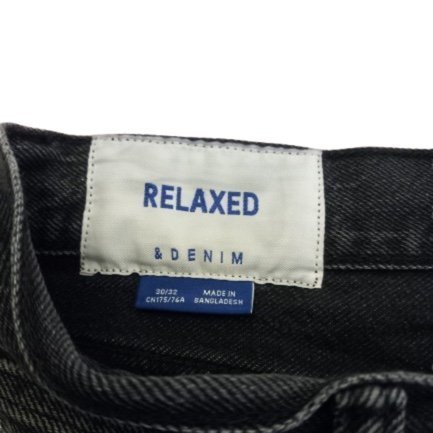 RELAXED
& DENIM
30/32 MADE IN
CN175/76A BANGLADESH